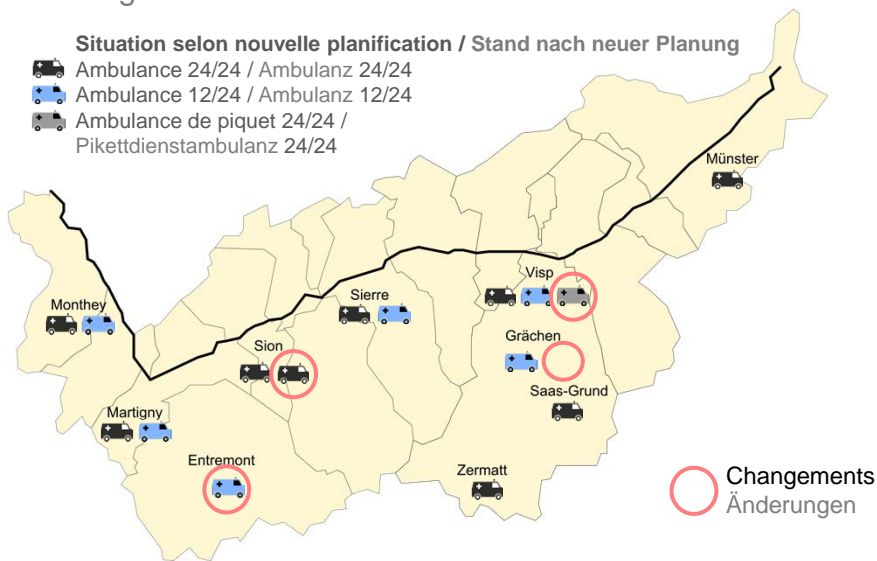 Situation selon nouvelle planification / Stand nach neuer Planung
Ambulance 24/24 / Ambulanz 24/24
Ambulance 12/24 / Ambulanz 12/24
Ambulance de piquet 24/24 /
Pikettdienstambulanz 24/24
Münster
Visp
Sierre
Monthey
Grächen
Sion
Saas-Grund
Martigny
Entremont
Zermatt
Changements
Änderungen